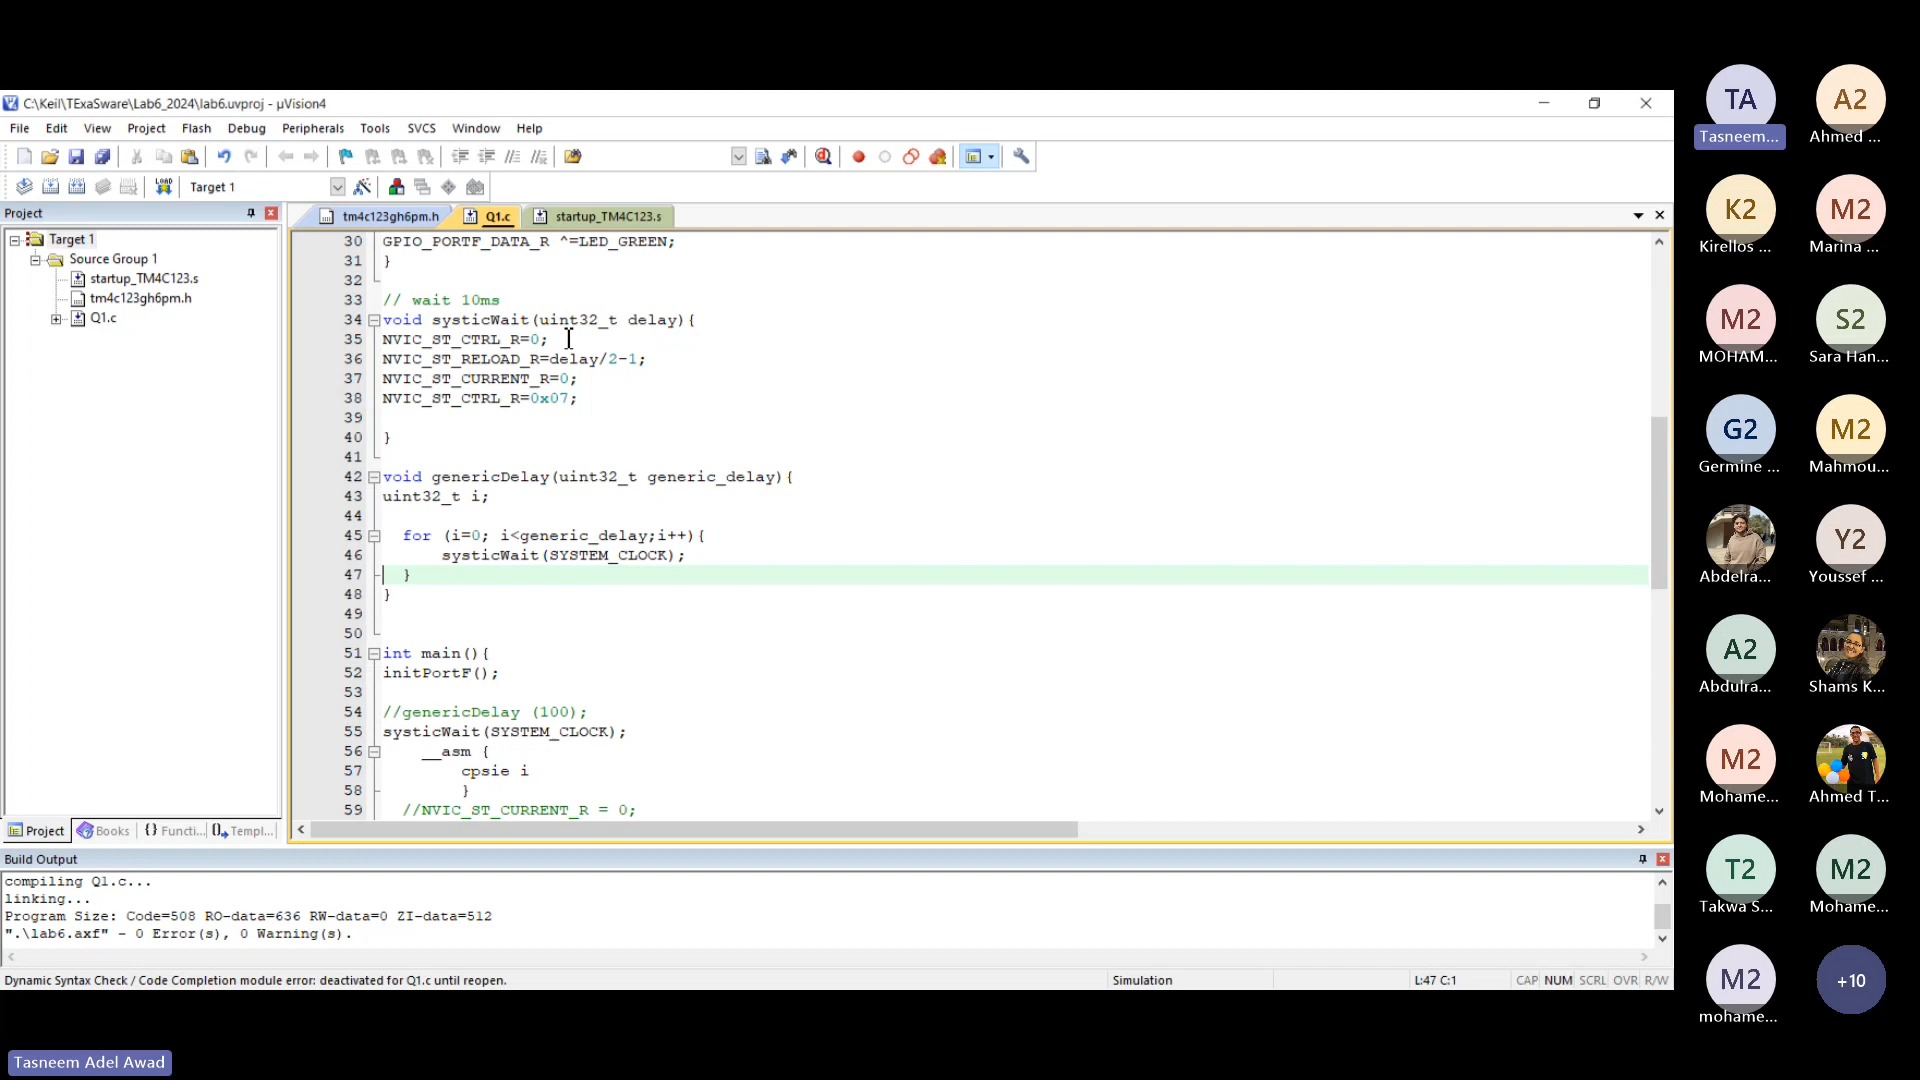 C:\Keil\TExaSware\Lab6_2024\lab6.uvproj - µVision4
File Edit View Project Flash Debug Peripherals Tools SVCS Window Help
LOAD
Target 1
Project
tm4c123gh6pm.h Q1.c startup_TM4C123.s
Target 1
Source Group 1
startup_TM4C123.s
tm4c123gh6pm.h
Q1.c
30 GPIO_PORTF_DATA_R ^=LED_GREEN;
31 }
32
33 // wait 10ms
34 void systicWait(uint32_t delay){
35 NVIC_ST_CTRL_R=0;
36 NVIC_ST_RELOAD_R=delay/2-1;
37 NVIC_ST_CURRENT_R=0;
38 NVIC_ST_CTRL_R=0x07;
39
40 }
41
42 void genericDelay(uint32_t generic_delay){
43 uint32_t i;
44
45 for (i=0; i<generic_delay;i++){
46 systicWait(SYSTEM_CLOCK);
47 }
48 }
49
50
51 int main(){
52 initPortF();
53
54 //genericDelay (100);
55 systicWait(SYSTEM_CLOCK);
56 __asm {
57 cpsie i
58 }
59 //NVIC_ST_CURRENT_R = 0;
Project Books {} Functi... Templ...
Build Output
compiling Q1.c...
linking...
Program Size: Code=508 RO-data=636 RW-data=0 ZI-data=512
".\lab6.axf" - 0 Error(s), 0 Warning(s).
Dynamic Syntax Check / Code Completion module error: deactivated for Q1.c until reopen.
Simulation
L:47 C:1
CAP NUM SCRL OVR R/W
TA
Tasneem...
A2
Ahmed ...
K2
Kirellos ...
M2
Marina ...
M2
MOHAM...
S2
Sara Han...
G2
Germine ...
M2
Mahmou...
Abdelra...
Y2
Youssef ...
A2
Abdulra...
Shams K...
M2
Mohame...
Ahmed T...
T2
Takwa S...
M2
Mohame...
M2
mohame...
+10
Tasneem Adel Awad